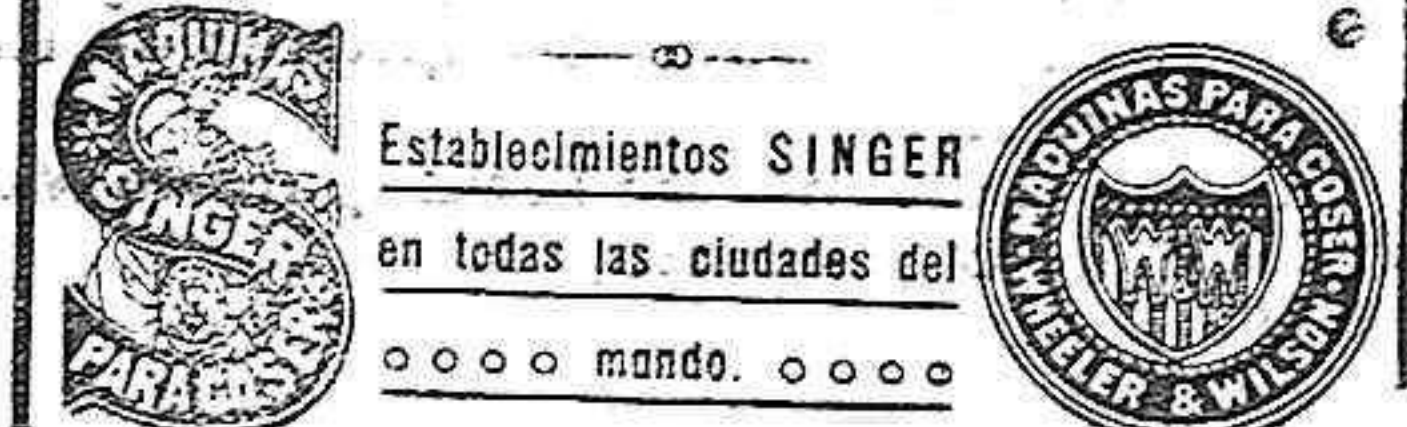 MAQUINAS
SINGER
PARA COSER
Establecimientos SINGER
en todas las ciudades del
mundo.
MAQUINAS PARA COSER
WHEELER & WILSON
W&W